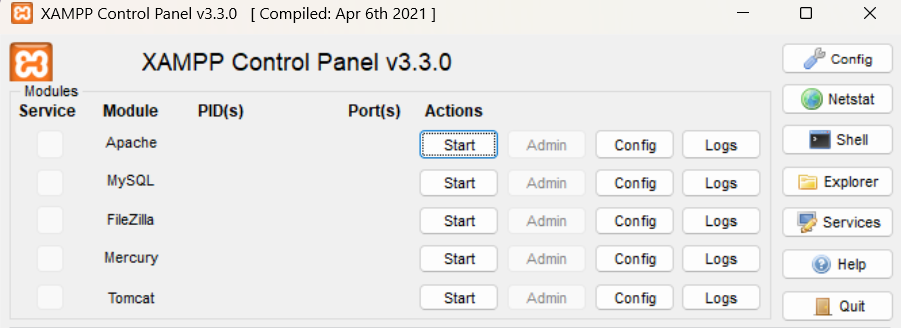 XAMPP Control Panel v3.3.0 [ Compiled: Apr 6th 2021 ]
XAMPP Control Panel v3.3.0
Config
Modules
Service Module PID(s) Port(s) Actions
Netstat
Apache Start Admin Config Logs
Shell
MySQL Start Admin Config Logs
Explorer
FileZilla Start Admin Config Logs
Services
Mercury Start Admin Config Logs
Help
Tomcat Start Admin Config Logs
Quit